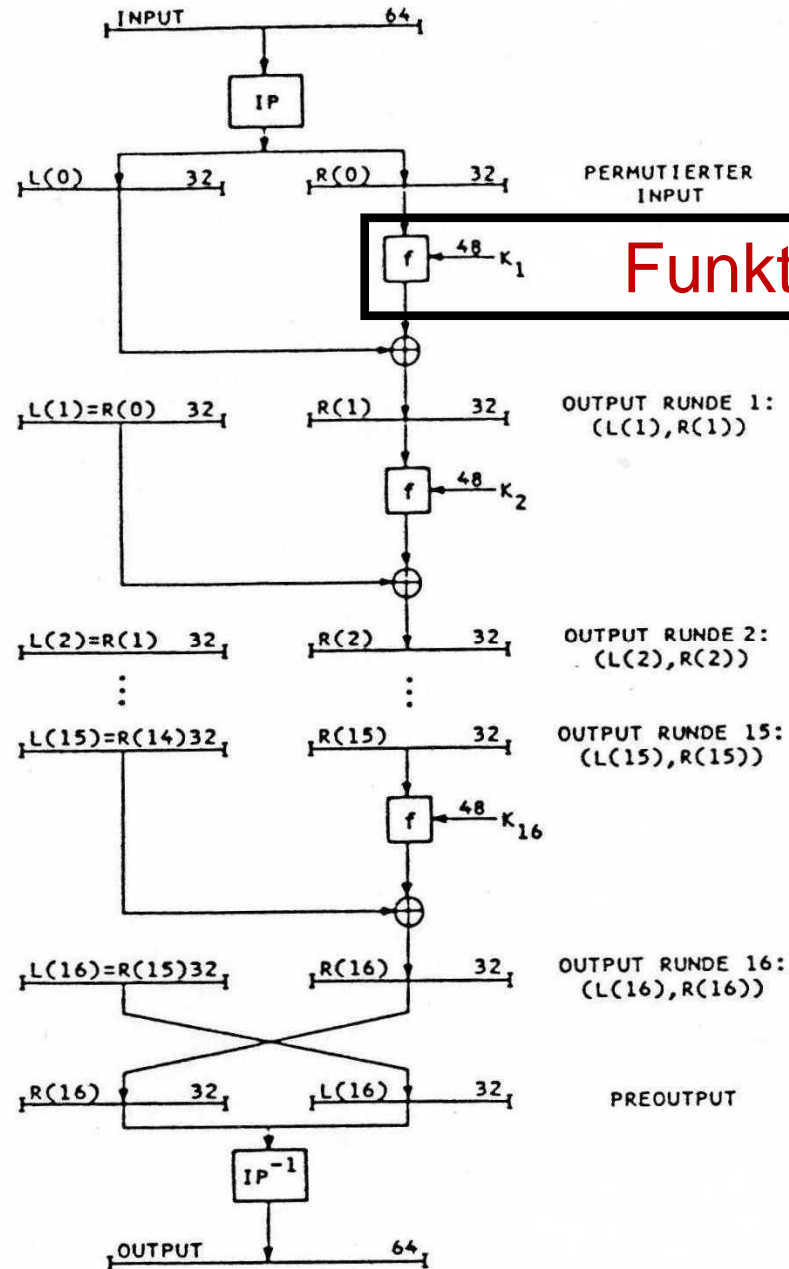 INPUT 64
IP
L(0) 32 R(0) 32 PERMUTIERTER
INPUT
f 48 K1 Funkt
L(1)=R(0) 32 R(1) 32 OUTPUT RUNDE 1:
(L(1),R(1))
f 48 K2
L(2)=R(1) 32 R(2) 32 OUTPUT RUNDE 2:
(L(2),R(2))
L(15)=R(14)32 R(15) 32 OUTPUT RUNDE 15:
(L(15),R(15))
f 48 K16
L(16)=R(15)32 R(16) 32 OUTPUT RUNDE 16:
(L(16),R(16))
R(16) 32 L(16) 32 PREOUTPUT
IP-1
OUTPUT 64